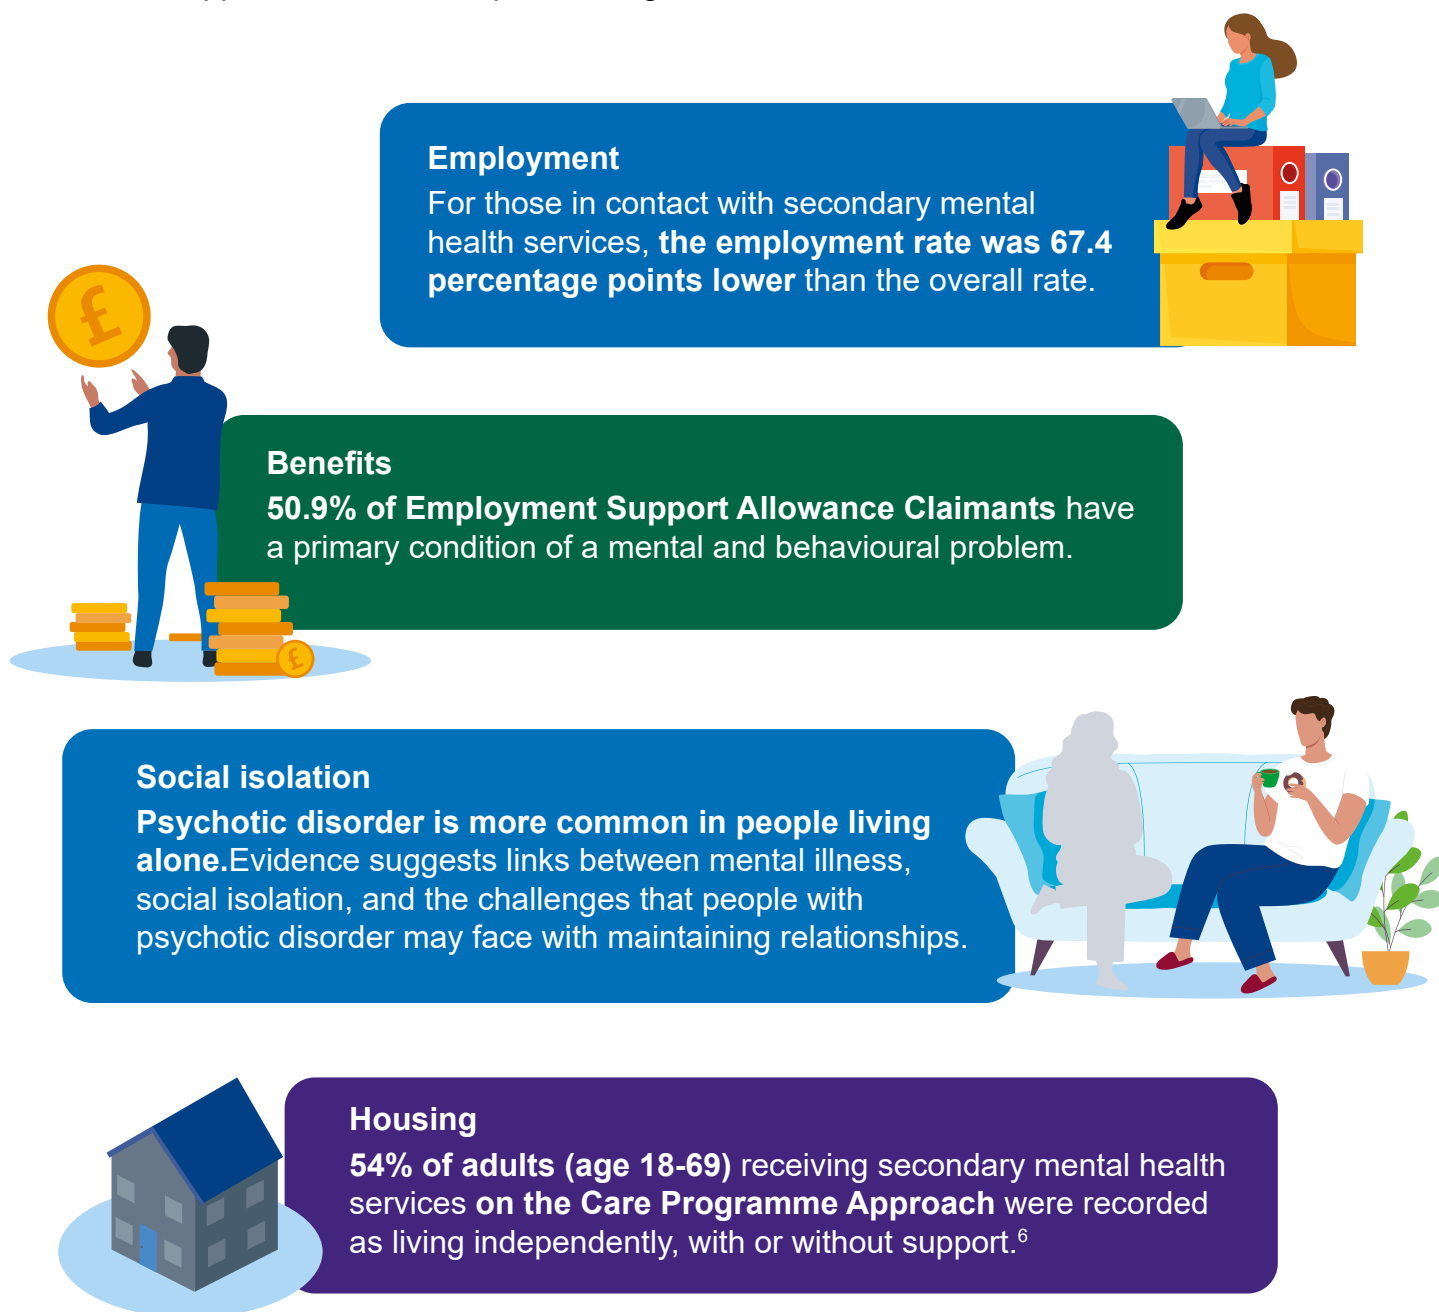 Employment
For those in contact with secondary mental
health services, the employment rate was 67.4
percentage points lower than the overall rate.
£
Benefits
50.9% of Employment Support Allowance Claimants have
a primary condition of a mental and behavioural problem.
£
Social isolation
Psychotic disorder is more common in people living
alone.Evidence suggests links between mental illness,
social isolation, and the challenges that people with
psychotic disorder may face with maintaining relationships.
Housing
54% of adults (age 18-69) receiving secondary mental health
services on the Care Programme Approach were recorded
as living independently, with or without support.⁶